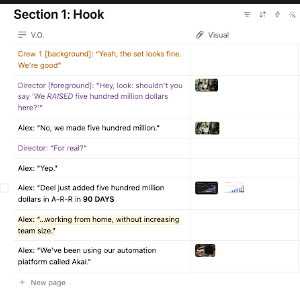 Section 1: Hook
V.O.
Visual
Crew 1 [background]: "Yeah, the set looks fine.
We're good"
Director [foreground]: "Hey, look: shouldn't you
say 'We RAISED five hundred million dollars
here?'"
Alex: "No, we made five hundred million."
Director: "For real?"
Alex: "Yep."
Alex: "Deel just added five hundred million
dollars in A-R-R in 90 DAYS
Alex: "...working from home, without increasing
team size."
Alex: "We've been using our automation
platform called Akai."
+ New page